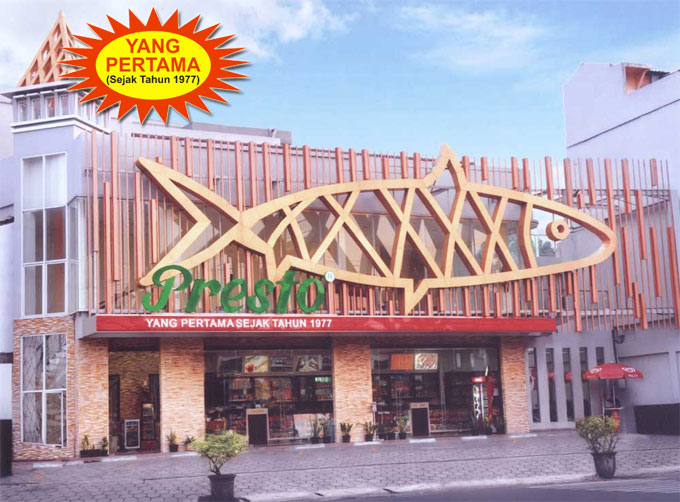 YANG
PERTAMA
(Sejak Tahun 1977)
Presto
YANG PERTAMA SEJAK TAHUN 1977